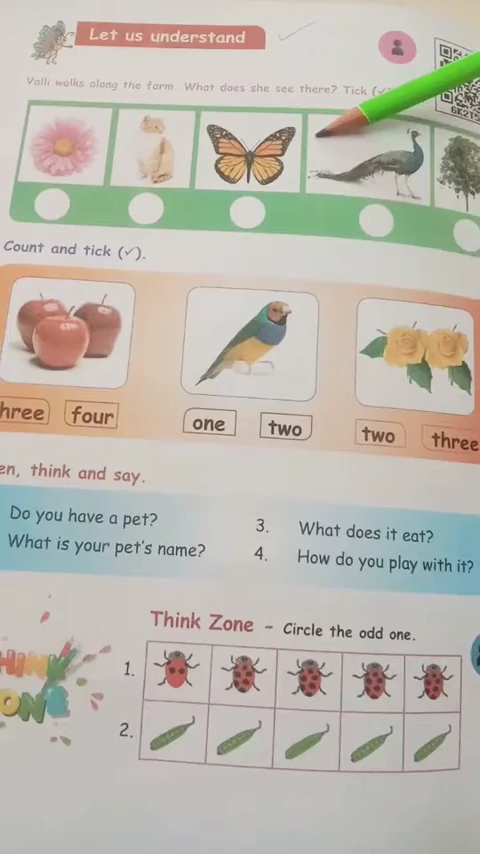 Let us understand
Valli walks along the farm. What does she see there? Tick (✓
Count and tick (✓).
hree four one two two three
en, think and say.
Do you have a pet? 3. What does it eat?
What is your pet's name? 4. How do you play with it?
Think Zone - Circle the odd one.
1.
2.